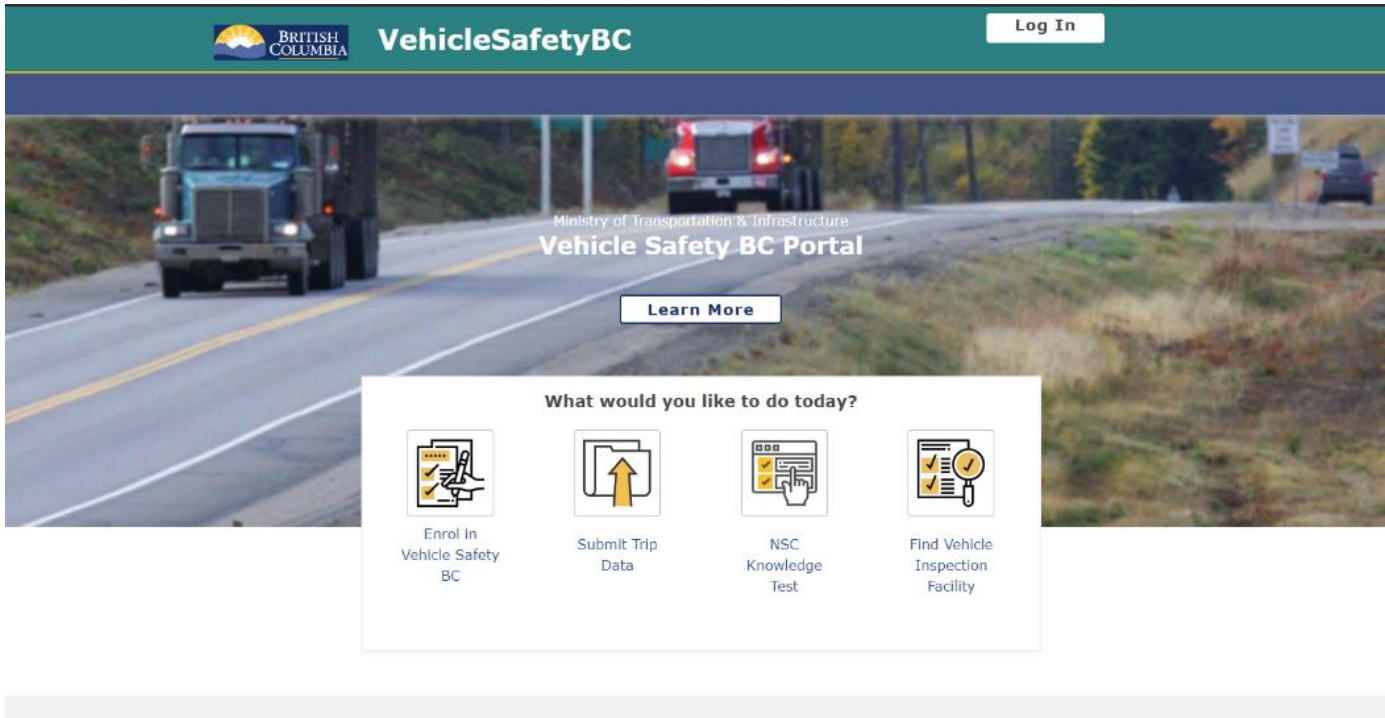 BRITISH
COLUMBIA
VehicleSafetyBC
Log In
Ministry of Transportation & Infrastructure
Vehicle Safety BC Portal
Learn More
What would you like to do today?
Enrol in
Vehicle Safety
BC
Submit Trip
Data
NSC
Knowledge
Test
Find Vehicle
Inspection
Facility